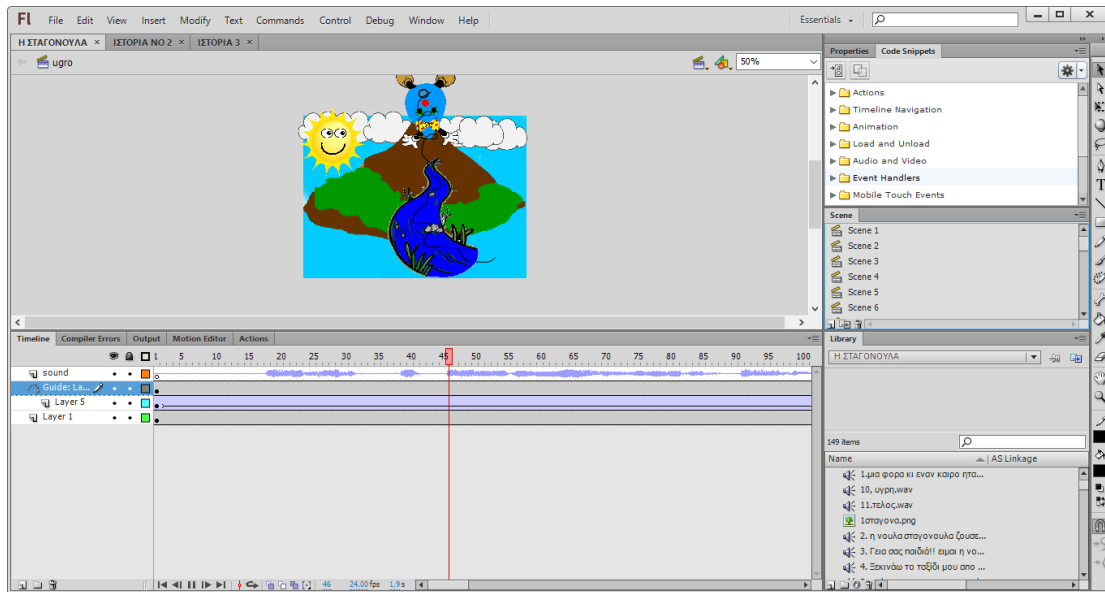 Fl File Edit View Insert Modify Text Commands Control Debug Window Help Essentials
Η ΣΤΑΓΟΝΟΥΛΑ × ΙΣΤΟΡΙΑ ΝΟ 2 × ΙΣΤΟΡΙΑ 3 ×
ugro 50%
Properties Code Snippets
Actions
Timeline Navigation
Animation
Load and Unload
Audio and Video
Event Handlers
Mobile Touch Events
Scene
Scene 1
Scene 2
Scene 3
Scene 4
Scene 5
Scene 6
Timeline Compiler Errors Output Motion Editor Actions
1 5 10 15 20 25 30 35 40 45 50 55 60 65 70 75 80 85 90 95 100
sound
Guide: La...
Layer 5
Layer 1
46 24.00 fps 1.9 s
Library
Η ΣΤΑΓΟΝΟΥΛΑ
149 items
Name AS Linkage
1.μια φορα κι εναν καιρο ητα...
10, υγρη.wav
11.τελος.wav
1σταγονα.png
2. η νουλα σταγονουλα ζουσε...
3. Γεια σας παιδιά!! ειμαι η νο...
4. Ξεκινάω το ταξίδι μου απο ...